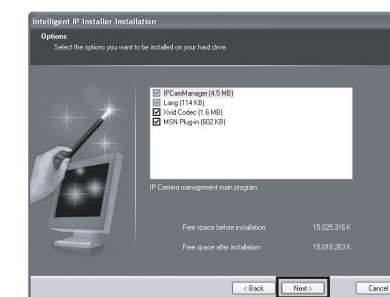 Intelligent IP Installer Installation
Options
Select the options you want to be installed on your hard drive.
IPCamManager (4.5 MB)
Lang (114 KB)
Xvid Codec (1.6 MB)
MSN Plug-in (602 KB)
IP Camera management main program
Free space before installation: 15,025,316 K
Free space after installation: 15,018,263 K
< Back Next > Cancel